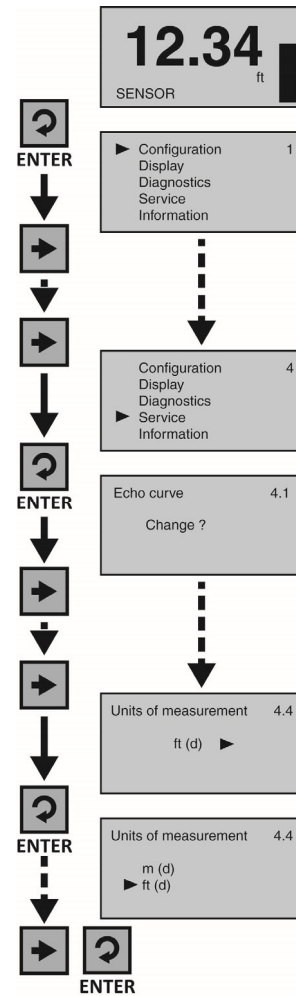 12.34
ft
SENSOR
ENTER
Configuration 1
Display
Diagnostics
Service
Information
Configuration 4
Display
Diagnostics
Service
Information
ENTER
Echo curve 4.1
Change ?
Units of measurement 4.4
ft (d)
ENTER
Units of measurement 4.4
m (d)
ft (d)
ENTER